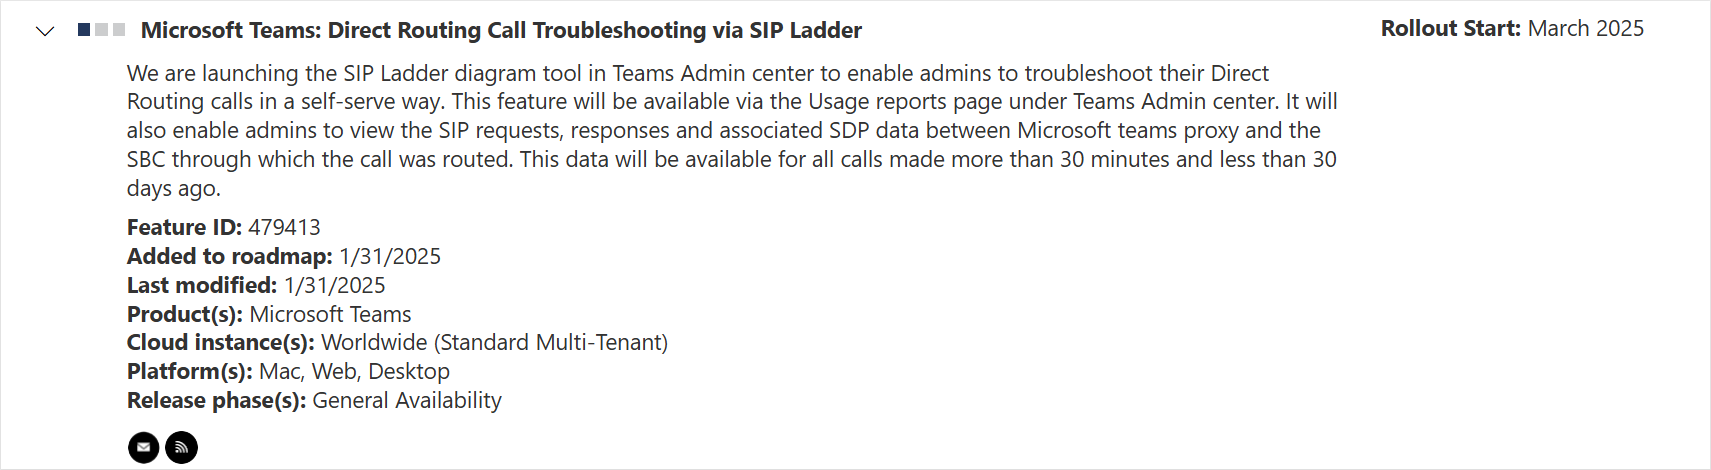 Microsoft Teams: Direct Routing Call Troubleshooting via SIP Ladder
Rollout Start: March 2025
We are launching the SIP Ladder diagram tool in Teams Admin center to enable admins to troubleshoot their Direct
Routing calls in a self-serve way. This feature will be available via the Usage reports page under Teams Admin center. It will
also enable admins to view the SIP requests, responses and associated SDP data between Microsoft teams proxy and the
SBC through which the call was routed. This data will be available for all calls made more than 30 minutes and less than 30
days ago.
Feature ID: 479413
Added to roadmap: 1/31/2025
Last modified: 1/31/2025
Product(s): Microsoft Teams
Cloud instance(s): Worldwide (Standard Multi-Tenant)
Platform(s): Mac, Web, Desktop
Release phase(s): General Availability